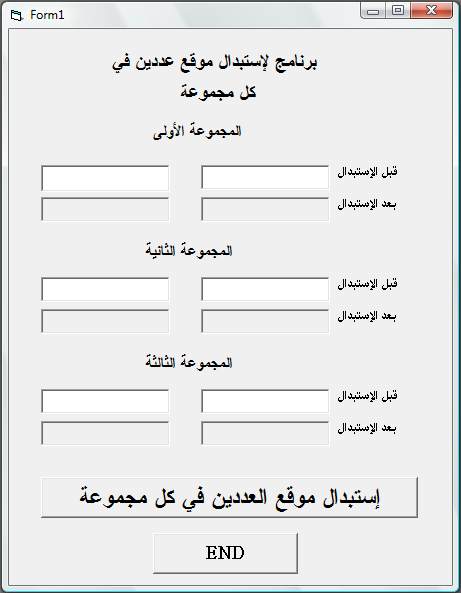 Form1
برنامج لإستبدال موقع عددين في
كل مجموعة
المجموعة الأولى
قبل الإستبدال
بعد الإستبدال
المجموعة الثانية
قبل الإستبدال
بعد الإستبدال
المجموعة الثالثة
قبل الإستبدال
بعد الإستبدال
إستبدال موقع العددين في كل مجموعة
END